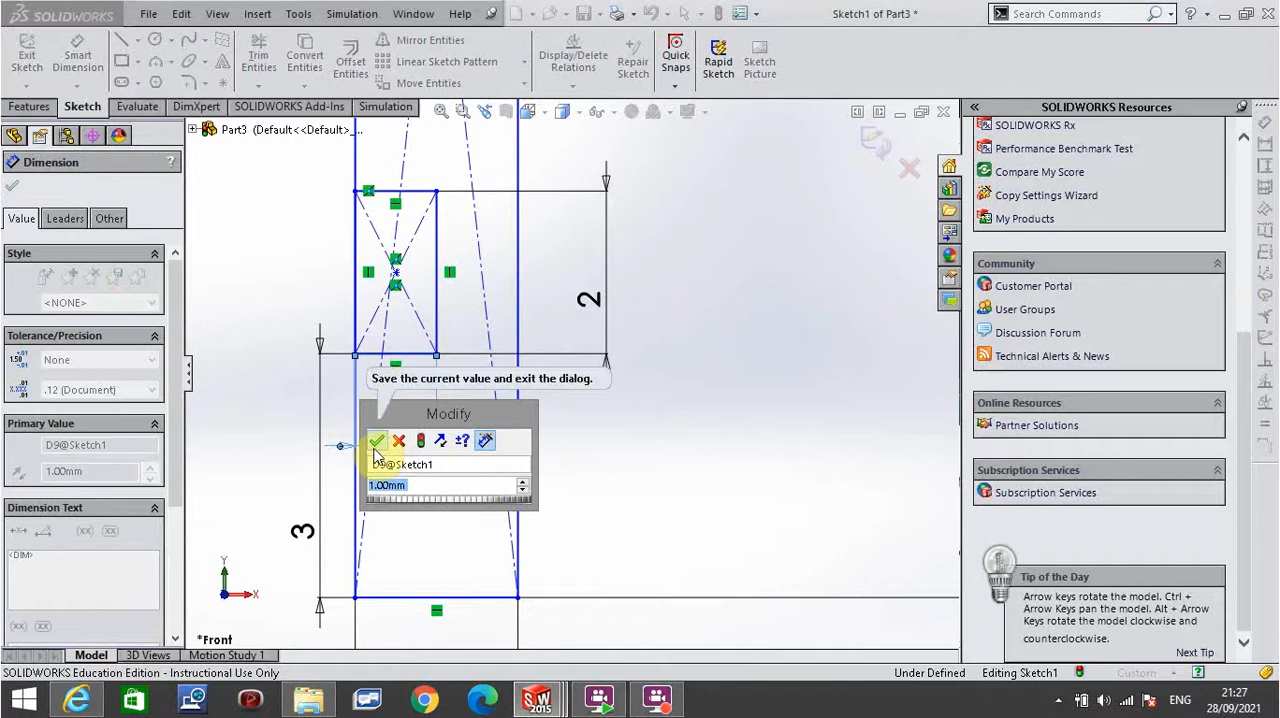 SOLIDWORKS
File Edit View Insert Tools Simulation Window Help
Sketch1 of Part3 *
Search Commands
Exit Sketch
Smart Dimension
Trim Entities
Convert Entities
Offset Entities
Mirror Entities
Linear Sketch Pattern
Move Entities
Display/Delete Relations
Repair Sketch
Quick Snaps
Rapid Sketch
Sketch Picture
Features Sketch Evaluate DimXpert SOLIDWORKS Add-Ins Simulation
Part3 (Default<<Default>_...
Dimension ?
Value Leaders Other
Style
<NONE>
Tolerance/Precision
None
.12 (Document)
Primary Value
D9@Sketch1
1.00mm
Dimension Text
<DIM>
2
3
Save the current value and exit the dialog.
Modify
D9@Sketch1
1.00mm
Y
X
*Front
SOLIDWORKS Resources
SOLIDWORKS Rx
Performance Benchmark Test
Compare My Score
Copy Settings Wizard
My Products
Community
Customer Portal
User Groups
Discussion Forum
Technical Alerts & News
Online Resources
Partner Solutions
Subscription Services
Subscription Services
Tip of the Day
Arrow keys rotate the model. Ctrl +
Arrow Keys pan the model. Alt + Arrow
Keys rotate the model clockwise and
counterclockwise.
Next Tip
Model 3D Views Motion Study 1
SOLIDWORKS Education Edition - Instructional Use Only
Under Defined Editing Sketch1 Custom
SW
2015
ENG
21:27
28/09/2021